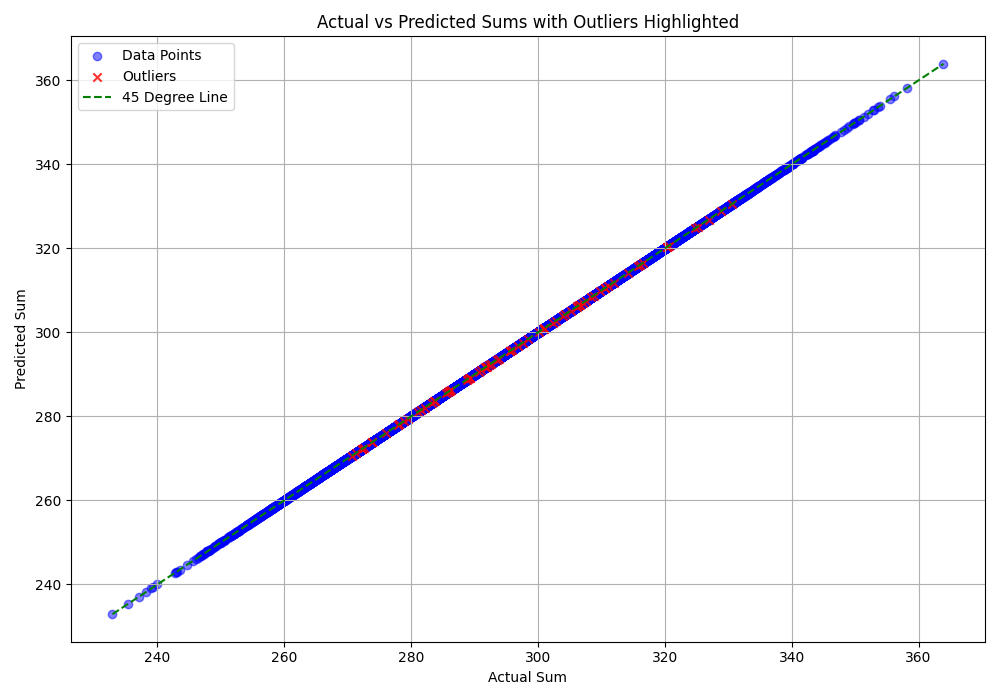 Actual vs Predicted Sums with Outliers Highlighted
Data Points
Outliers
45 Degree Line
360
340
320
300
280
260
240
Predicted Sum
240 260 280 300 320 340 360
Actual Sum